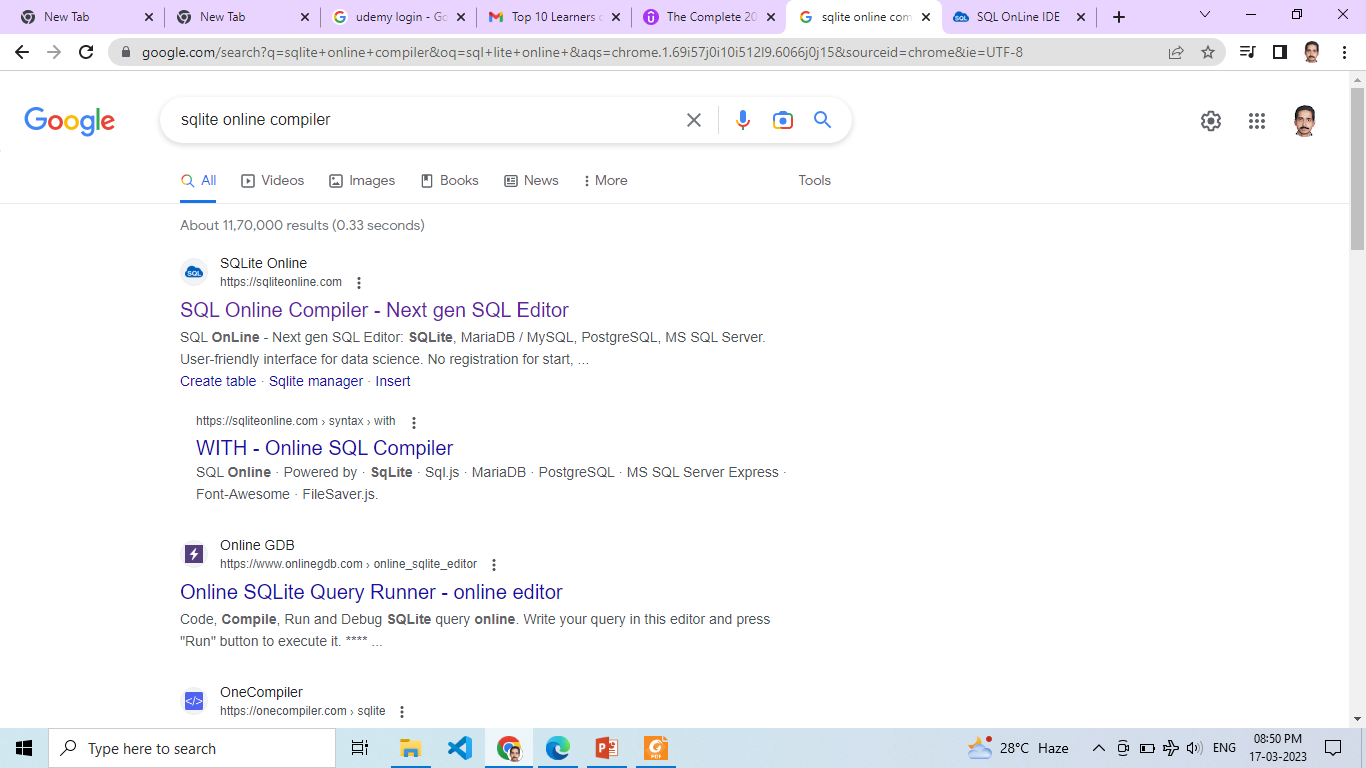 New Tab
New Tab
udemy login - Go
Top 10 Learners
The Complete 20
sqlite online com
SQL OnLine IDE
google.com/search?q=sqlite+online+compiler&oq=sql+lite+online+&aqs=chrome.1.69i57j0i10i512l9.6066j0j15&sourceid=chrome&ie=UTF-8
Google
sqlite online compiler
All Videos Images Books News More Tools
About 11,70,000 results (0.33 seconds)
SQL
SQLite Online
https://sqliteonline.com
SQL Online Compiler - Next gen SQL Editor
SQL OnLine - Next gen SQL Editor: SQLite, MariaDB / MySQL, PostgreSQL, MS SQL Server.
User-friendly interface for data science. No registration for start, ...
Create table · Sqlite manager · Insert
https://sqliteonline.com › syntax › with
WITH - Online SQL Compiler
SQL Online · Powered by · SqLite · Sql.js · MariaDB · PostgreSQL · MS SQL Server Express ·
Font-Awesome · FileSaver.js.
Online GDB
https://www.onlinegdb.com › online_sqlite_editor
Online SQLite Query Runner - online editor
Code, Compile, Run and Debug SQLite query online. Write your query in this editor and press
"Run" button to execute it. **** ...
</>
OneCompiler
https://onecompiler.com › sqlite
Type here to search
28°C Haze
ENG
08:50 PM
17-03-2023